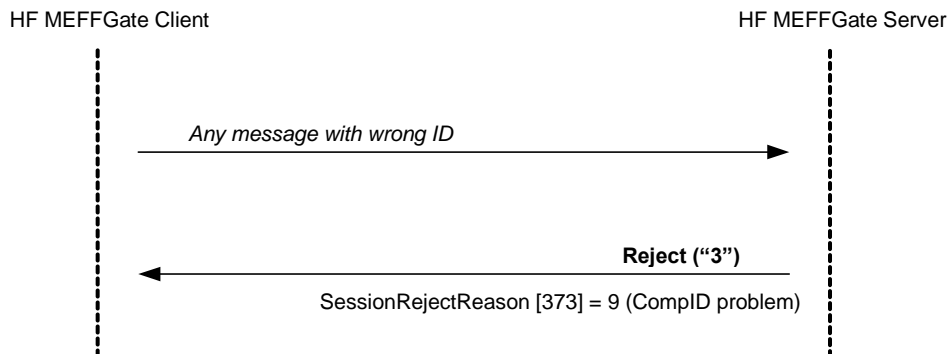 HF MEFFGate Client
HF MEFFGate Server
Any message with wrong ID
Reject (“3”)
SessionRejectReason [373] = 9 (CompID problem)